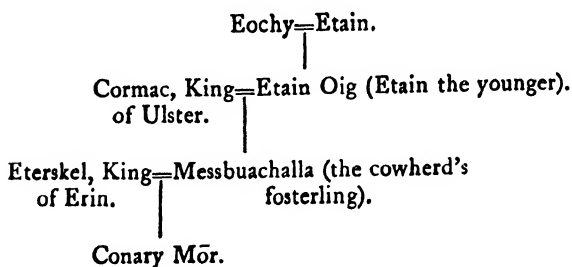 Eochy=Etain.
Cormac, King=Etain Oig (Etain the younger).
of Ulster.
Eterskel, King=Messbuachalla (the cowherd's
of Erin. fosterling).
Conary Mōr.